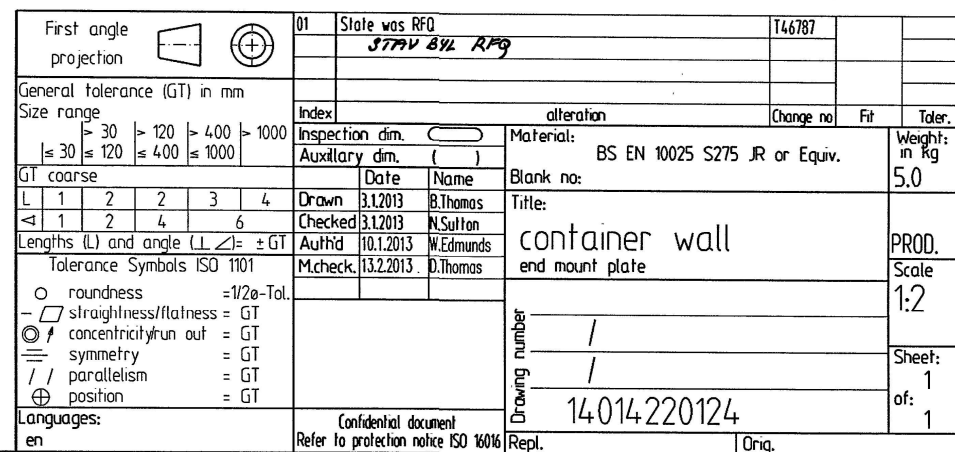 First angle
projection
01 State was RFQ T46787
STAV BYL RFQ
Index alteration Change no Fit Toler.
General tolerance (GT) in mm
Size range
> 30 > 120 > 400 > 1000
≤ 30 ≤ 120 ≤ 400 ≤ 1000
GT coarse
L 1 2 2 3 4
⊲ 1 2 4 6
Lengths (L) and angle (⊥ ∠)= ± GT
Tolerance Symbols ISO 1101
○ roundness =1/2ø-Tol.
– ▱ straightness/flatness = GT
◎ ↗ concentricity/run out = GT
⌯ symmetry = GT
// parallelism = GT
⌖ position = GT
Languages:
en
Inspection dim.
Auxillary dim. ( )
Date Name
Drawn 3.1.2013 B.Thomas
Checked 3.1.2013 N.Sutton
Auth'd 10.1.2013 W.Edmunds
M.check. 13.2.2013. D.Thomas
Confidential document
Refer to protection notice ISO 16016
Material:
BS EN 10025 S275 JR or Equiv.
Blank no:
Title:
container wall
end mount plate
Drawing number
/
/
14014220124
Repl. Orig.
Weight:
in Kg
5.0
PROD.
Scale
1:2
Sheet:
1
of:
1